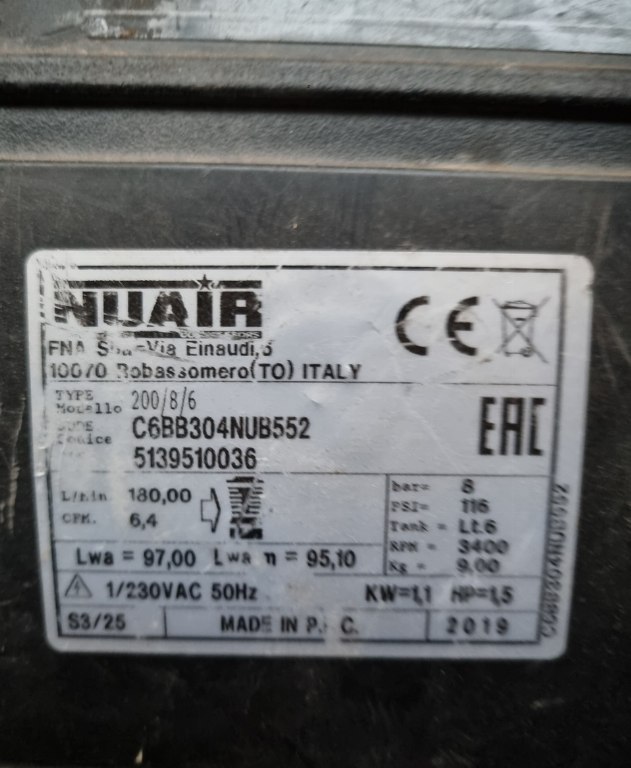 NUAIR
CE
FNA Via Einaudi,
10070 Robassomero(TO) ITALY
TYPE
Modello 200/8/6
CODE
Codice C6BB304NUB552
EAC
5139510036
L/min. 180,00
CFM. 6,4
bar= 8
PSI= 116
Tank = Lt.6
RPM = 3400
Kg = 9.00
Lwa = 97,00 Lwa η = 95,10
1/230VAC 50Hz KW=1,1 HP=1,5
S3/25 MADE IN C. 2019
C6BB304NUB552